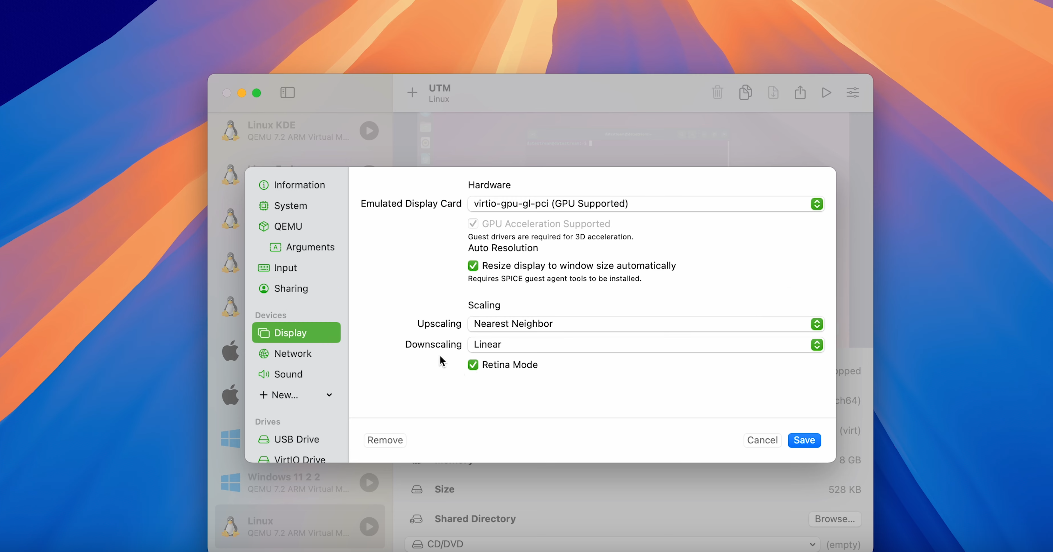 UTM
Linux
Linux KDE
QEMU 7.2 ARM Virtual M...
Information
System
QEMU
Arguments
Input
Sharing
Devices
Display
Network
Sound
New...
Drives
USB Drive
VirtIO Drive
Hardware
Emulated Display Card
virtio-gpu-gl-pci (GPU Supported)
GPU Acceleration Supported
Guest drivers are required for 3D acceleration.
Auto Resolution
Resize display to window size automatically
Requires SPICE guest agent tools to be installed.
Scaling
Upscaling
Nearest Neighbor
Downscaling
Linear
Retina Mode
Remove
Cancel
Save
(virt)
8 GB
Windows 11 2 2
QEMU 7.2 ARM Virtual M...
Size
528 KB
Linux
QEMU 7.2 ARM Virtual M...
Shared Directory
Browse...
CD/DVD
(empty)